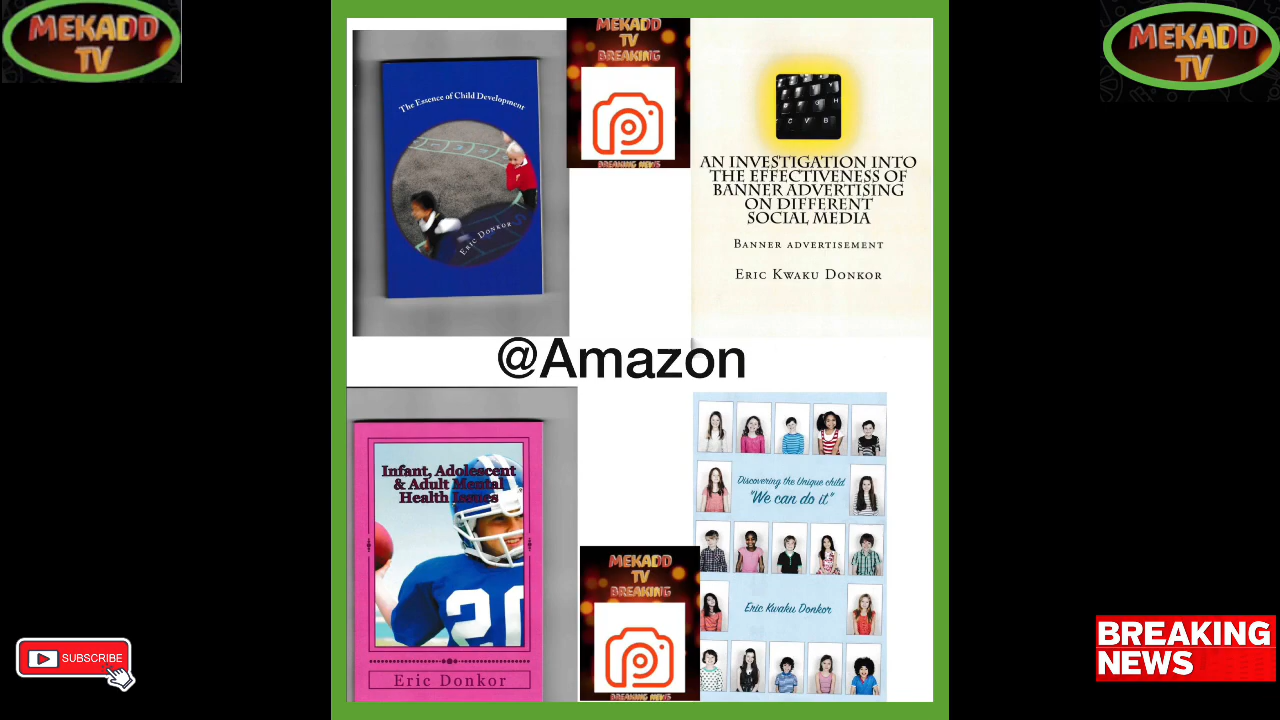 MEKADD
TV
MEKADD
TV
BREAKING
BREAKING NEWS
MEKADD
TV
The Essence of Child Development
ERIC DONKOR
Y
G H
C V B
AN INVESTIGATION INTO
THE EFFECTIVENESS OF
BANNER ADVERTISING
ON DIFFERENT
SOCIAL MEDIA
BANNER ADVERTISEMENT
ERIC KWAKU DONKOR
@Amazon
Infant, Adolescent
& Adult Mental
Health Issues
20
Eric Donkor
MEKADD
TV
BREAKING
BREAKING NEWS
Discovering the Unique child
"We can do it"
Eric Kwaku Donkor
SUBSCRIBE
BREAKING
NEWS